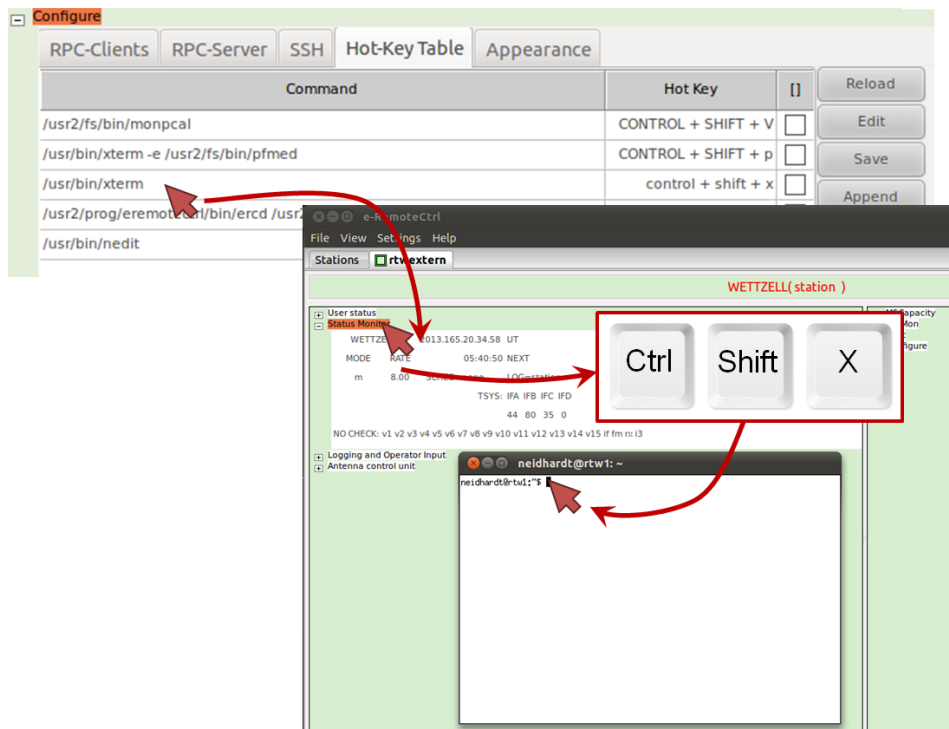 Configure
RPC-Clients RPC-Server SSH Hot-Key Table Appearance
Command Hot Key []
Reload
/usr2/fs/bin/monpcal CONTROL + SHIFT + V
Edit
/usr/bin/xterm -e /usr2/fs/bin/pfmed CONTROL + SHIFT + p
Save
/usr/bin/xterm control + shift + x
Append
/usr2/prog/eremotectrl/bin/ercd
/usr/bin/nedit
e-RemoteCtrl
File View Settings Help
Stations rtwextern
WETTZELL( station )
User status
Status Monitor
2013.165.20.34.58 UT
MODE RATE 05:40:50 NEXT
m 8.00
TSYS: IFA IFB IFC IFD
44 80 35 0
NO CHECK: v1 v2 v3 v4 v5 v6 v7 v8 v9 v10 v11 v12 v13 v14 v15 if fm rx i3
Logging and Operator Input
Antenna control unit
Ctrl Shift X
neidhardt@rtw1: ~
neidhardt@rtw1:~$